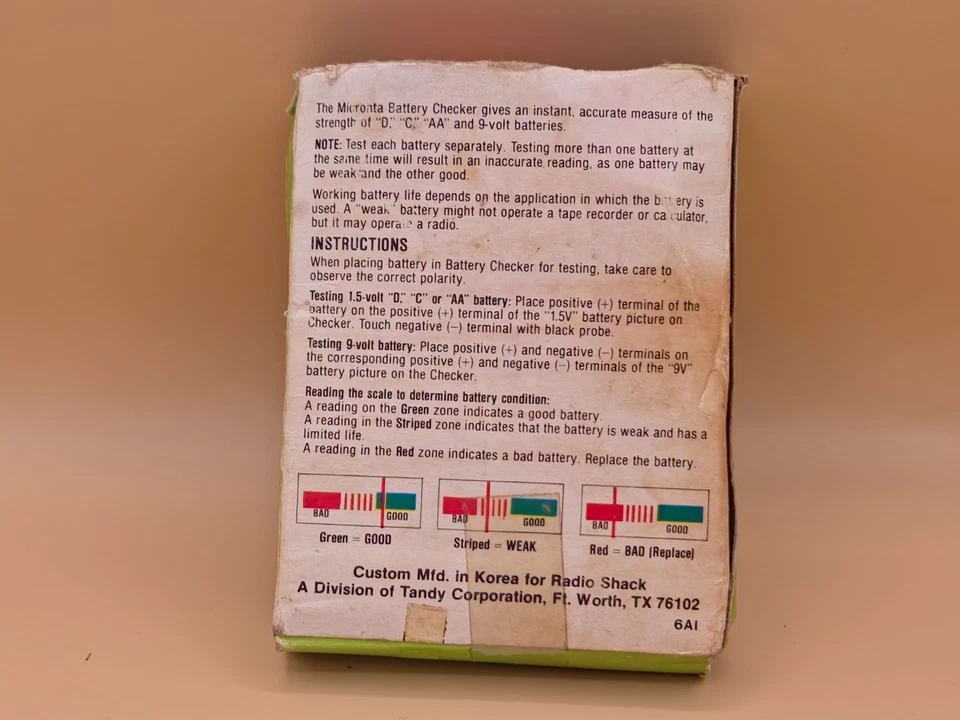 The Micronta Battery Checker gives an instant, accurate measure of the
strength of "D," "C," "AA" and 9-volt batteries.
NOTE: Test each battery separately. Testing more than one battery at
the same time will result in an inaccurate reading, as one battery may
be weak and the other good.
Working battery life depends on the application in which the battery is
used. A "weak" battery might not operate a tape recorder or calculator,
but it may operate a radio.
INSTRUCTIONS
When placing battery in Battery Checker for testing, take care to
observe the correct polarity.
Testing 1.5-volt "D," "C" or "AA" battery: Place positive (+) terminal of the
battery on the positive (+) terminal of the "1.5V" battery picture on
Checker. Touch negative (−) terminal with black probe.
Testing 9-volt battery: Place positive (+) and negative (−) terminals on
the corresponding positive (+) and negative (−) terminals of the "9V"
battery picture on the Checker.
Reading the scale to determine battery condition:
A reading on the Green zone indicates a good battery.
A reading in the Striped zone indicates that the battery is weak and has a
limited life.
A reading in the Red zone indicates a bad battery. Replace the battery.
BAD GOOD
Green = GOOD
BAD GOOD
Striped = WEAK
BAD GOOD
Red = BAD (Replace)
Custom Mfd. in Korea for Radio Shack
A Division of Tandy Corporation, Ft. Worth, TX 76102
6A1